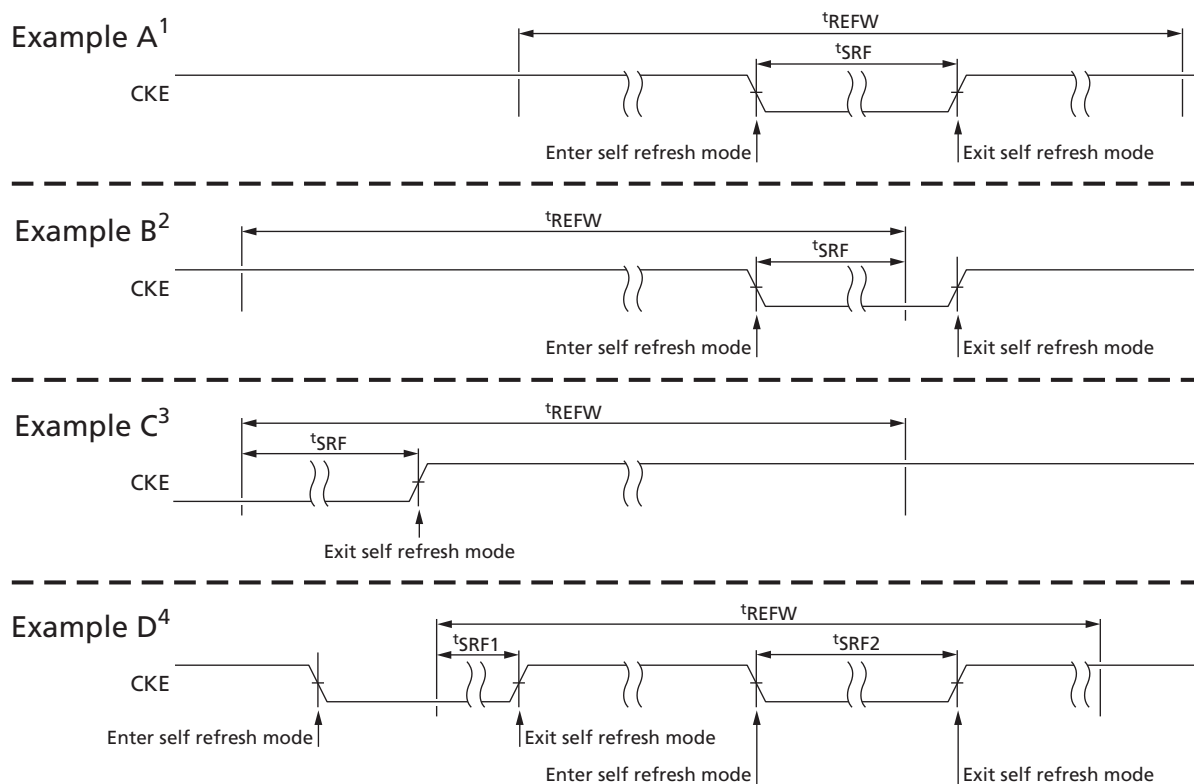 Example A¹
ᵗREFW
ᵗSRF
CKE
Enter self refresh mode
Exit self refresh mode
Example B²
ᵗREFW
ᵗSRF
CKE
Enter self refresh mode
Exit self refresh mode
Example C³
ᵗREFW
ᵗSRF
CKE
Exit self refresh mode
Example D⁴
ᵗREFW
ᵗSRF1
ᵗSRF2
CKE
Enter self refresh mode
Exit self refresh mode
Enter self refresh mode
Exit self refresh mode